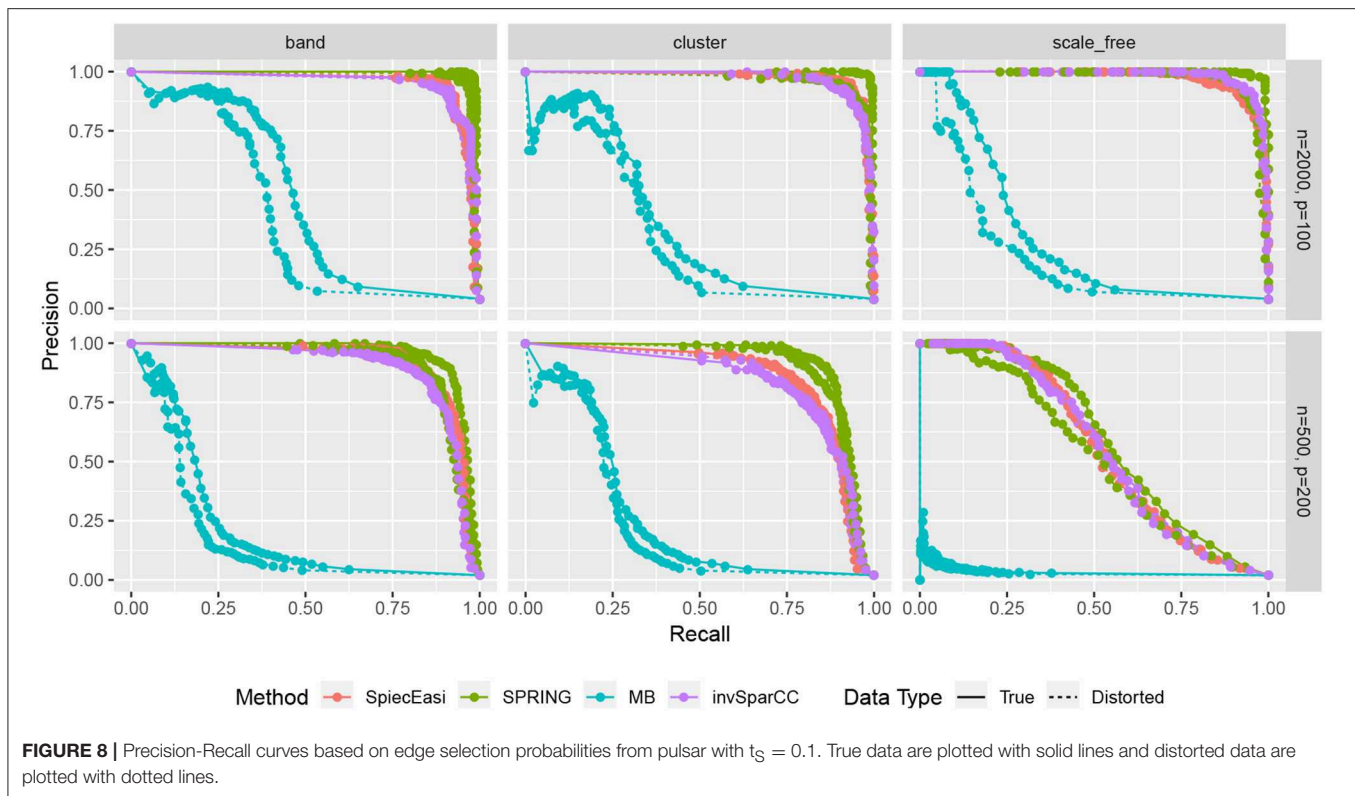 band cluster scale_free
1.00
0.75
0.50
0.25
0.00
n=2000, p=100
Precision
1.00
0.75
0.50
0.25
0.00
n=500, p=200
0.00 0.25 0.50 0.75 1.00 0.00 0.25 0.50 0.75 1.00 0.00 0.25 0.50 0.75 1.00
Recall
Method SpiecEasi SPRING MB invSparCC Data Type True Distorted
FIGURE 8 | Precision-Recall curves based on edge selection probabilities from pulsar with tS = 0.1. True data are plotted with solid lines and distorted data are
plotted with dotted lines.